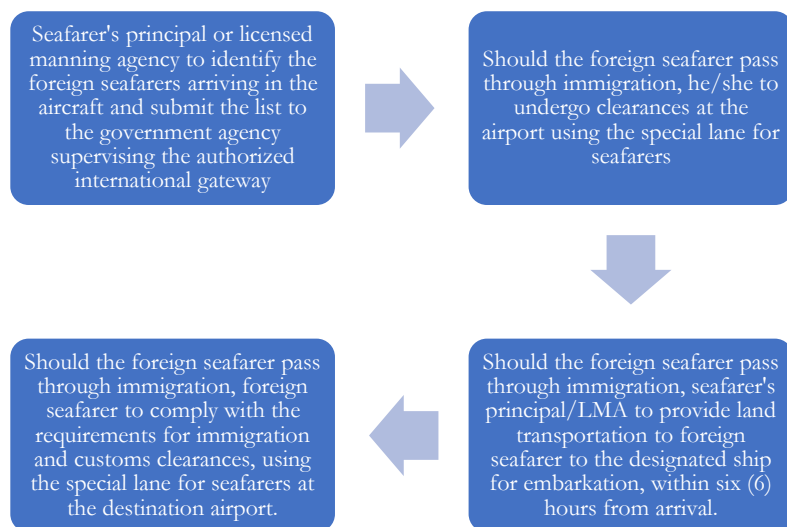 Seafarer's principal or licensed
manning agency to identify the
foreign seafarers arriving in the
aircraft and submit the list to
the government agency
supervising the authorized
international gateway
Should the foreign seafarer pass
through immigration, he/she to
undergo clearances at the
airport using the special lane for
seafarers
Should the foreign seafarer pass
through immigration, seafarer's
principal/LMA to provide land
transportation to foreign
seafarer to the designated ship
for embarkation, within six (6)
hours from arrival.
Should the foreign seafarer pass
through immigration, foreign
seafarer to comply with the
requirements for immigration
and customs clearances, using
the special lane for seafarers at
the destination airport.